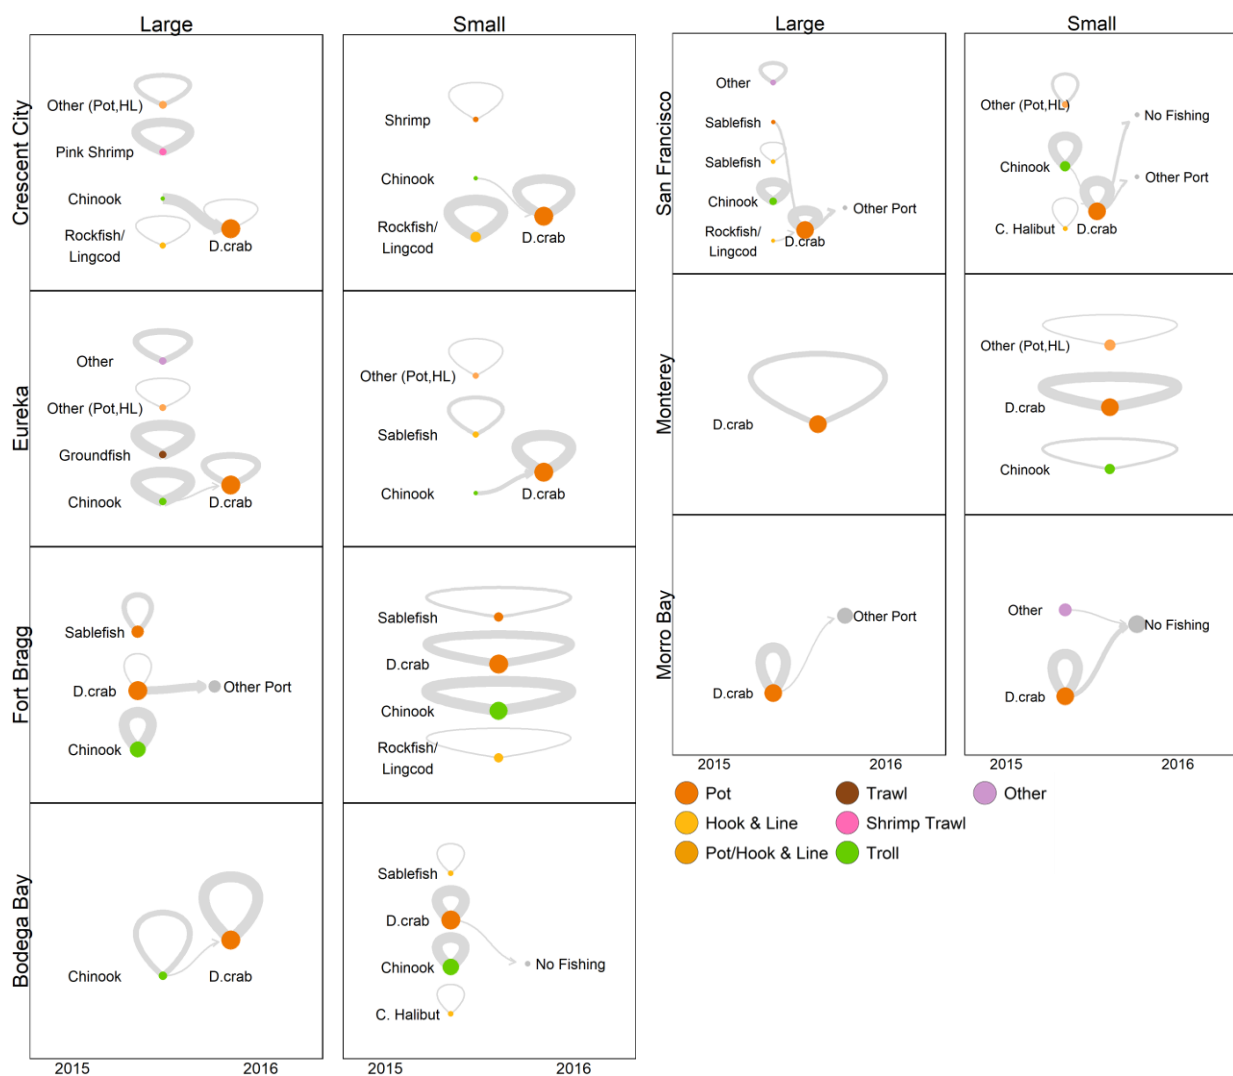 Large
Small
Crescent City
Other (Pot,HL)
Pink Shrimp
Chinook
Rockfish/
Lingcod
D.crab
Shrimp
Chinook
Rockfish/
Lingcod
D.crab
Eureka
Other
Other (Pot,HL)
Groundfish
Chinook
D.crab
Other (Pot,HL)
Sablefish
Chinook
D.crab
Fort Bragg
Sablefish
D.crab
Other Port
Chinook
Sablefish
D.crab
Chinook
Rockfish/
Lingcod
Bodega Bay
Chinook
D.crab
Sablefish
D.crab
Chinook
No Fishing
C. Halibut
2015
2016
2015
2016
Large
Small
San Francisco
Other
Sablefish
Sablefish
Chinook
Other Port
Rockfish/
Lingcod
D.crab
Other (Pot,HL)
No Fishing
Chinook
Other Port
C. Halibut
D.crab
Monterey
D.crab
Other (Pot,HL)
D.crab
Chinook
Morro Bay
Other Port
D.crab
Other
No Fishing
D.crab
2015
2016
2015
2016
Pot
Trawl
Other
Hook & Line
Shrimp Trawl
Pot/Hook & Line
Troll